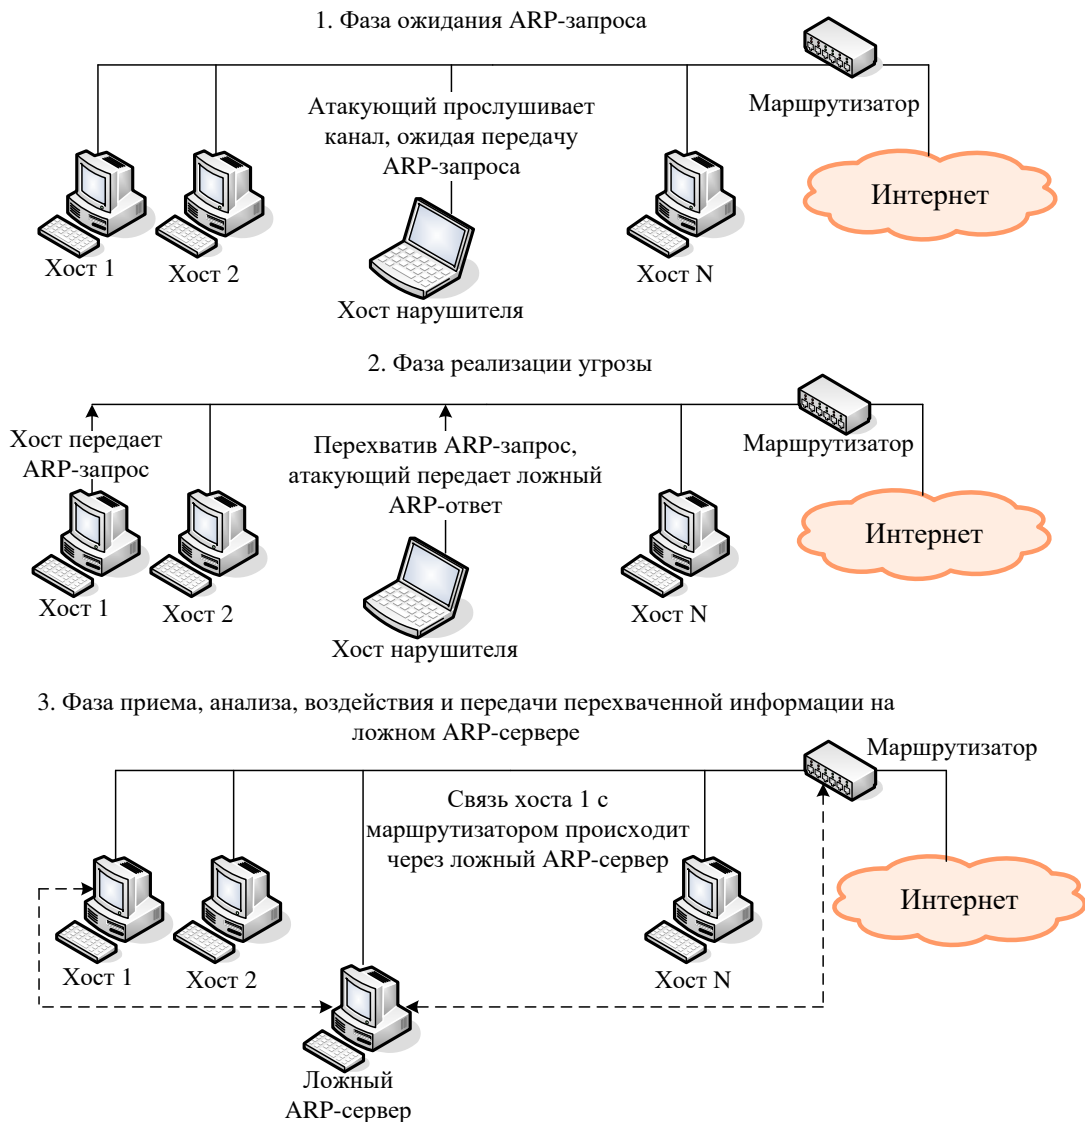 1. Фаза ожидания ARP-запроса
Маршрутизатор
Атакующий прослушивает
канал, ожидая передачу
ARP-запроса
Интернет
Хост 1
Хост 2
Хост N
Хост нарушителя
2. Фаза реализации угрозы
Хост передает
ARP-запрос
Перехватив ARP-запрос,
атакующий передает ложный
ARP-ответ
Маршрутизатор
Интернет
Хост 1
Хост 2
Хост N
Хост нарушителя
3. Фаза приема, анализа, воздействия и передачи перехваченной информации на
ложном ARP-сервере
Маршрутизатор
Связь хоста 1 с
маршрутизатором происходит
через ложный ARP-сервер
Интернет
Хост 1
Хост 2
Хост N
Ложный
ARP-сервер